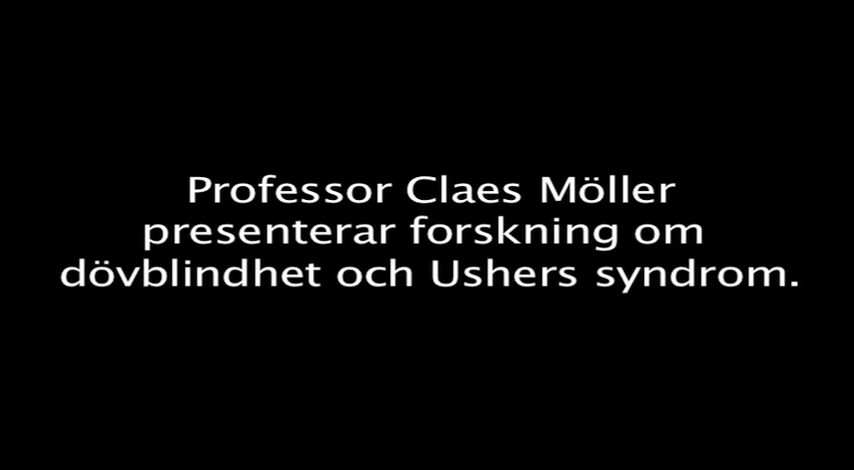 Professor Claes Möller
presenterar forskning om
dövblindhet och Ushers syndrom.